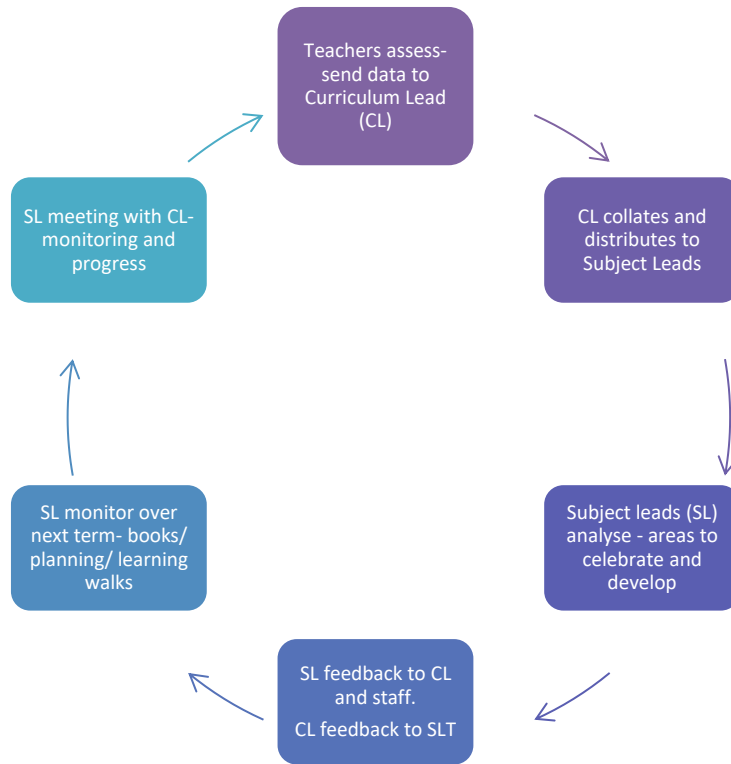 Teachers assess-
send data to
Curriculum Lead
(CL)
CL collates and
distributes to
Subject Leads
Subject leads (SL)
analyse - areas to
celebrate and
develop
SL feedback to CL
and staff.
CL feedback to SLT
SL monitor over
next term- books/
planning/ learning
walks
SL meeting with CL-
monitoring and
progress